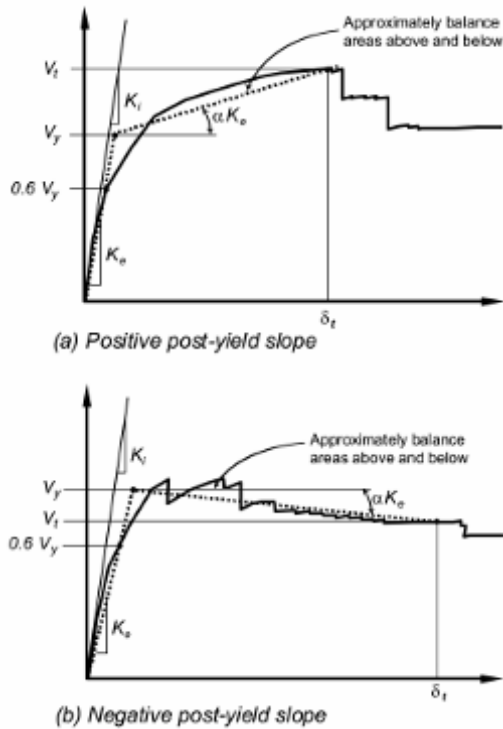 Approximately balance
areas above and below
V_t
K_i
αK_e
V_y
0.6 V_y
K_e
δ_t
(a) Positive post-yield slope
Approximately balance
areas above and below
K_i
V_y
αK_e
V_t
0.6 V_y
K_e
δ_t
(b) Negative post-yield slope